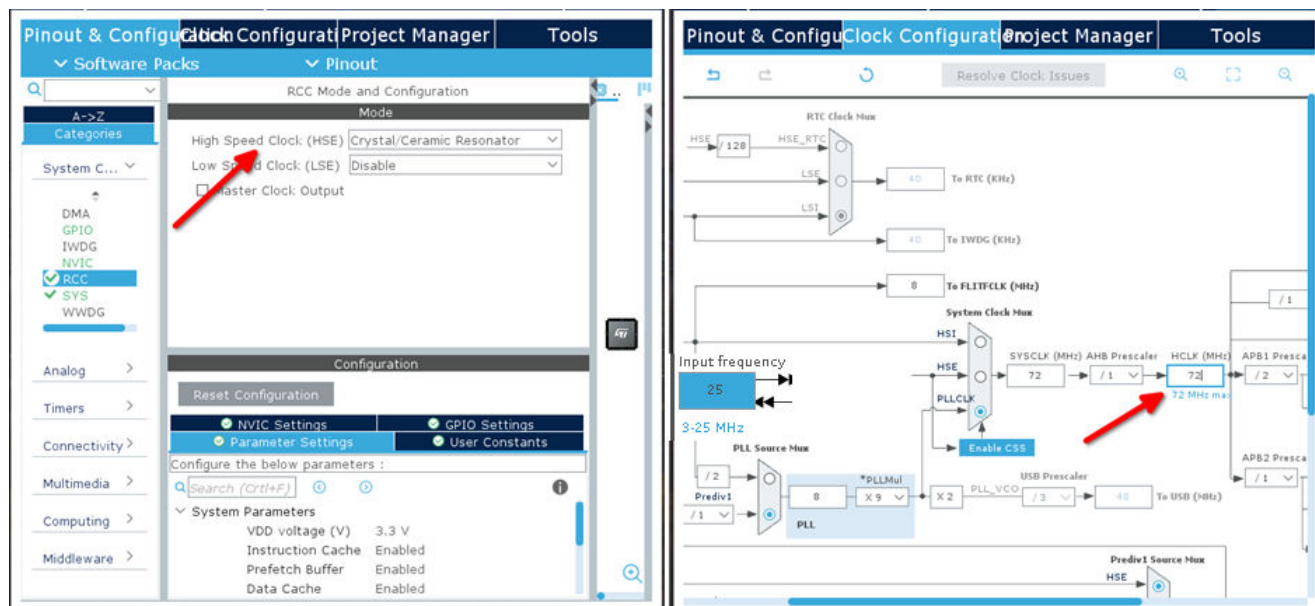 Pinout & Configuration
Clock Configurati
Project Manager
Tools
Software Packs
Pinout
RCC Mode and Configuration
A->Z
Categories
System C...
DMA
GPIO
IWDG
NVIC
RCC
SYS
WWDG
Analog
Timers
Connectivity
Multimedia
Computing
Middleware
Mode
High Speed Clock (HSE) Crystal/Ceramic Resonator
Low Speed Clock (LSE) Disable
Master Clock Output
Configuration
Reset Configuration
NVIC Settings
GPIO Settings
Parameter Settings
User Constants
Configure the below parameters :
Search (Crtl+F)
System Parameters
VDD voltage (V) 3.3 V
Instruction Cache Enabled
Prefetch Buffer Enabled
Data Cache Enabled
Pinout & Configu
Clock Configuration
Project Manager
Tools
Resolve Clock Issues
RTC Clock Mux
HSE
/ 128
HSE_RTC
LSE
LSI
40 To RTC (KHz)
40 To IWDG (KHz)
8 To FLITFCLK (MHz)
System Clock Mux
HSI
HSE
PLLCLK
Enable CSS
SYSCLK (MHz)
72
AHB Prescaler
/ 1
HCLK (MHz)
72
72 MHz max
APB1 Presca
/ 2
/ 1
Input frequency
25
3-25 MHz
PLL Source Mux
/ 2
Prediv1
/ 1
8
*PLLMul
X 9
PLL
X 2
PLL_VCO
USB Prescaler
/ 3
48
To USB (MHz)
APB2 Presca
/ 1
Prediv1 Source Mux
HSE